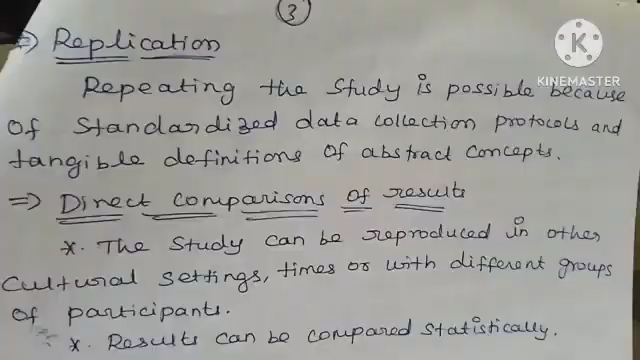 3
⇒ Replication
K
KINEMASTER
Repeating the study is possible because
of standardized data collection protocols and
tangible definitions of abstract concepts.
⇒ Direct comparisons of results
*. The study can be reproduced in other
cultural settings, times or with different groups
of participants.
*. Results can be compared statistically.